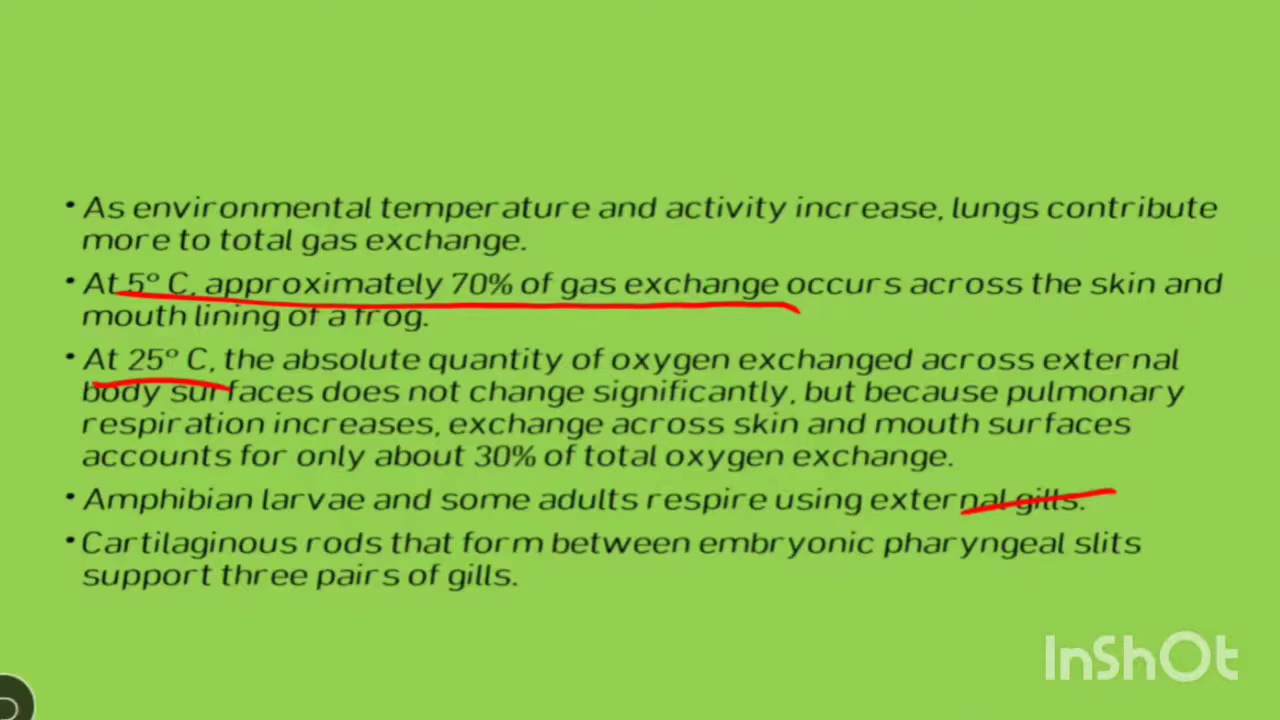 • As environmental temperature and activity increase, lungs contribute
more to total gas exchange.
• At 5° C, approximately 70% of gas exchange occurs across the skin and
mouth lining of a frog.
• At 25° C, the absolute quantity of oxygen exchanged across external
body surfaces does not change significantly, but because pulmonary
respiration increases, exchange across skin and mouth surfaces
accounts for only about 30% of total oxygen exchange.
• Amphibian larvae and some adults respire using external gills.
• Cartilaginous rods that form between embryonic pharyngeal slits
support three pairs of gills.
InShOt